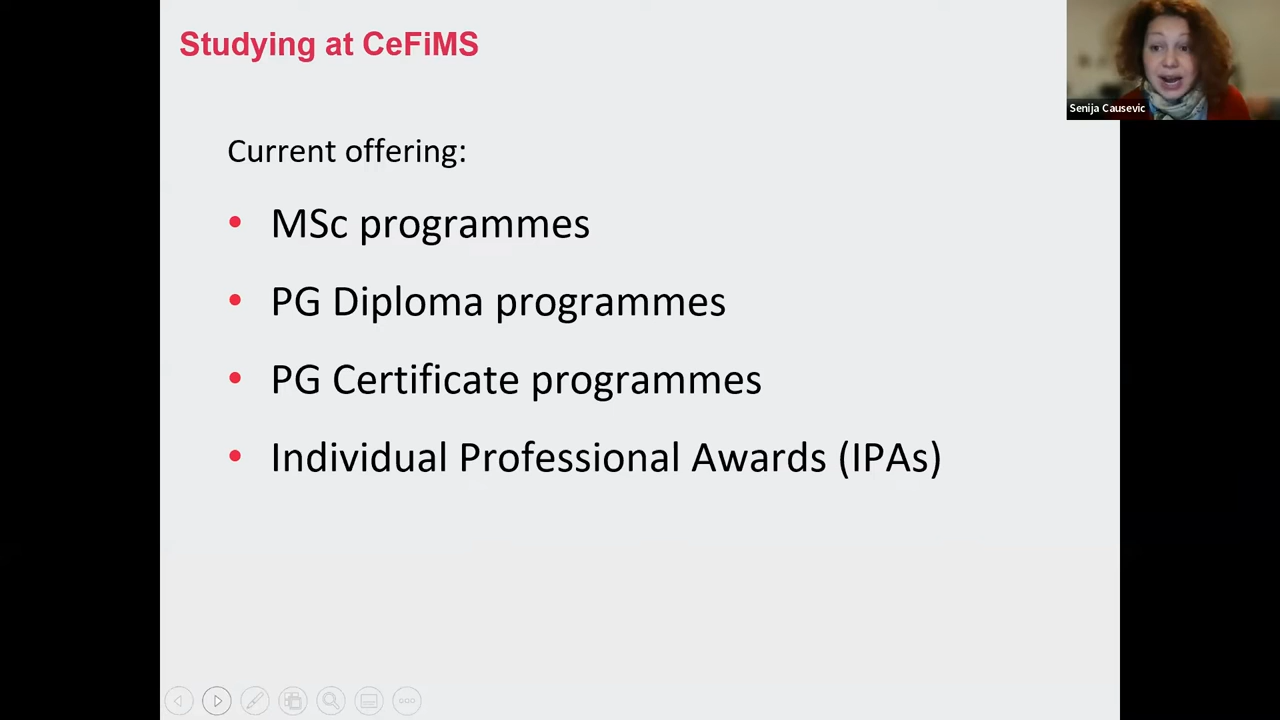 Studying at CeFiMS
Senija Causevic
Current offering:
• MSc programmes
• PG Diploma programmes
• PG Certificate programmes
• Individual Professional Awards (IPAs)